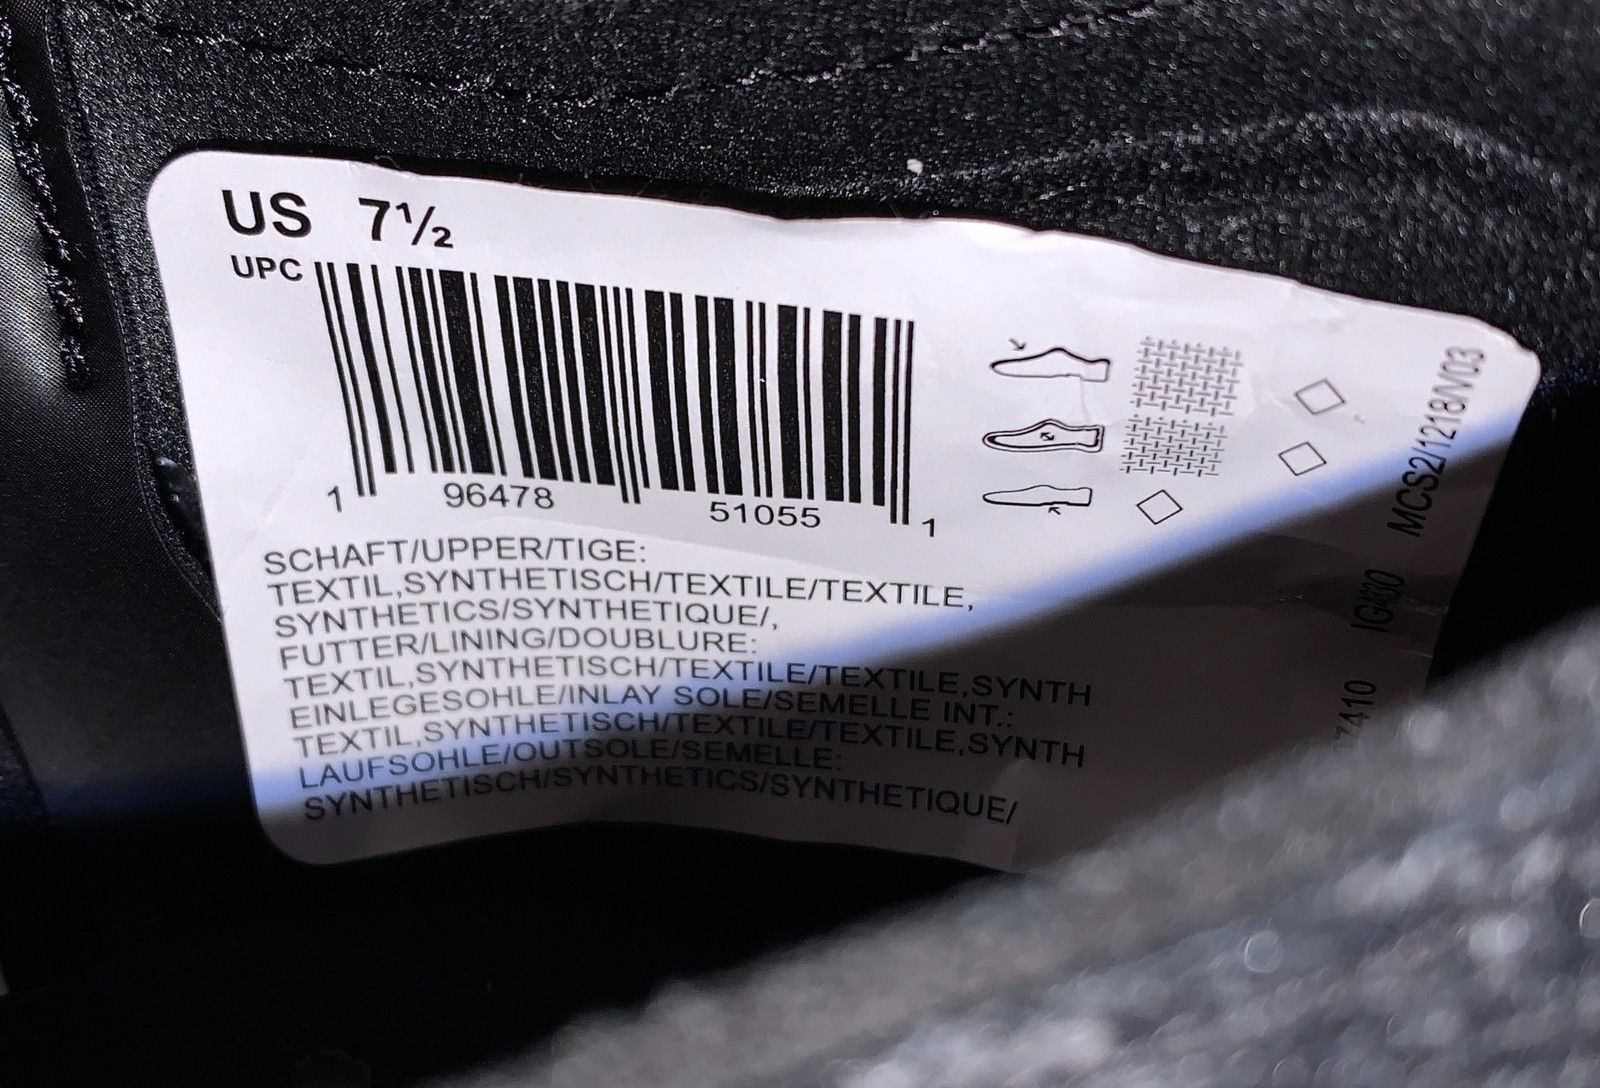 US 7½
UPC
1 96478 51055 1
SCHAFT/UPPER/TIGE:
TEXTIL,SYNTHETISCH/TEXTILE/TEXTILE,
SYNTHETICS/SYNTHETIQUE/,
FUTTER/LINING/DOUBLURE:
TEXTIL,SYNTHETISCH/TEXTILE/TEXTILE,SYNTH
EINLEGESOHLE/INLAY SOLE/SEMELLE INT.:
TEXTIL,SYNTHETISCH/TEXTILE/TEXTILE,SYNTH
LAUFSOHLE/OUTSOLE/SEMELLE:
SYNTHETISCH/SYNTHETICS/SYNTHETIQUE/
MCS2/1218/V03